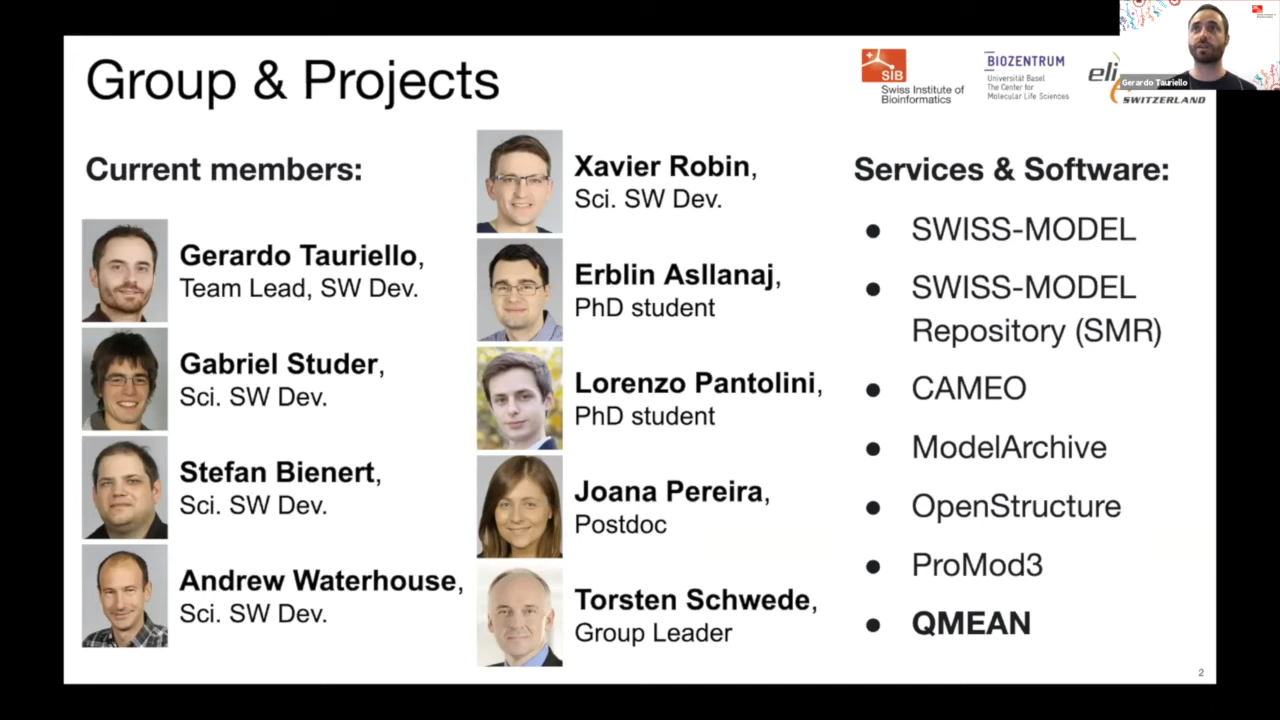 Group & Projects
SIB
Swiss Institute of
Bioinformatics
BIOZENTRUM
Universität Basel
The Center for
Molecular Life Sciences
eli
SWITZERLAND
Gerardo Tauriello
Current members:
Gerardo Tauriello,
Team Lead, SW Dev.
Gabriel Studer,
Sci. SW Dev.
Stefan Bienert,
Sci. SW Dev.
Andrew Waterhouse,
Sci. SW Dev.
Xavier Robin,
Sci. SW Dev.
Erblin Asllanaj,
PhD student
Lorenzo Pantolini,
PhD student
Joana Pereira,
Postdoc
Torsten Schwede,
Group Leader
Services & Software:
● SWISS-MODEL
● SWISS-MODEL
Repository (SMR)
● CAMEO
● ModelArchive
● OpenStructure
● ProMod3
● QMEAN
2